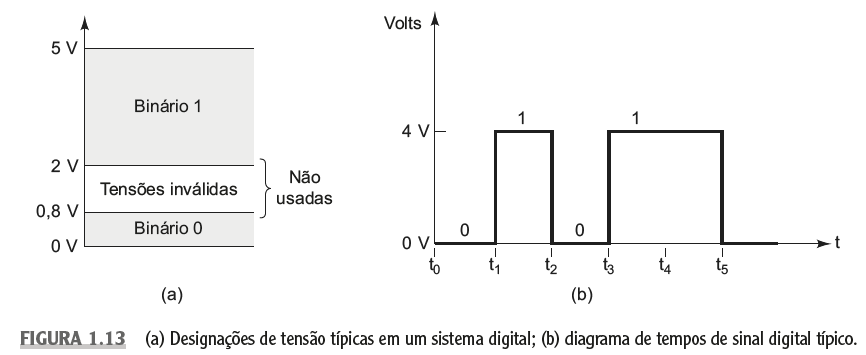 5 V
Binário 1
2 V
Tensões inválidas
Não
usadas
0,8 V
Binário 0
0 V
(a)
Volts
1
1
4 V
0
0
0 V
t
t0
t1
t2
t3
t4
t5
(b)
FIGURA 1.13 (a) Designações de tensão típicas em um sistema digital; (b) diagrama de tempos de sinal digital típico.